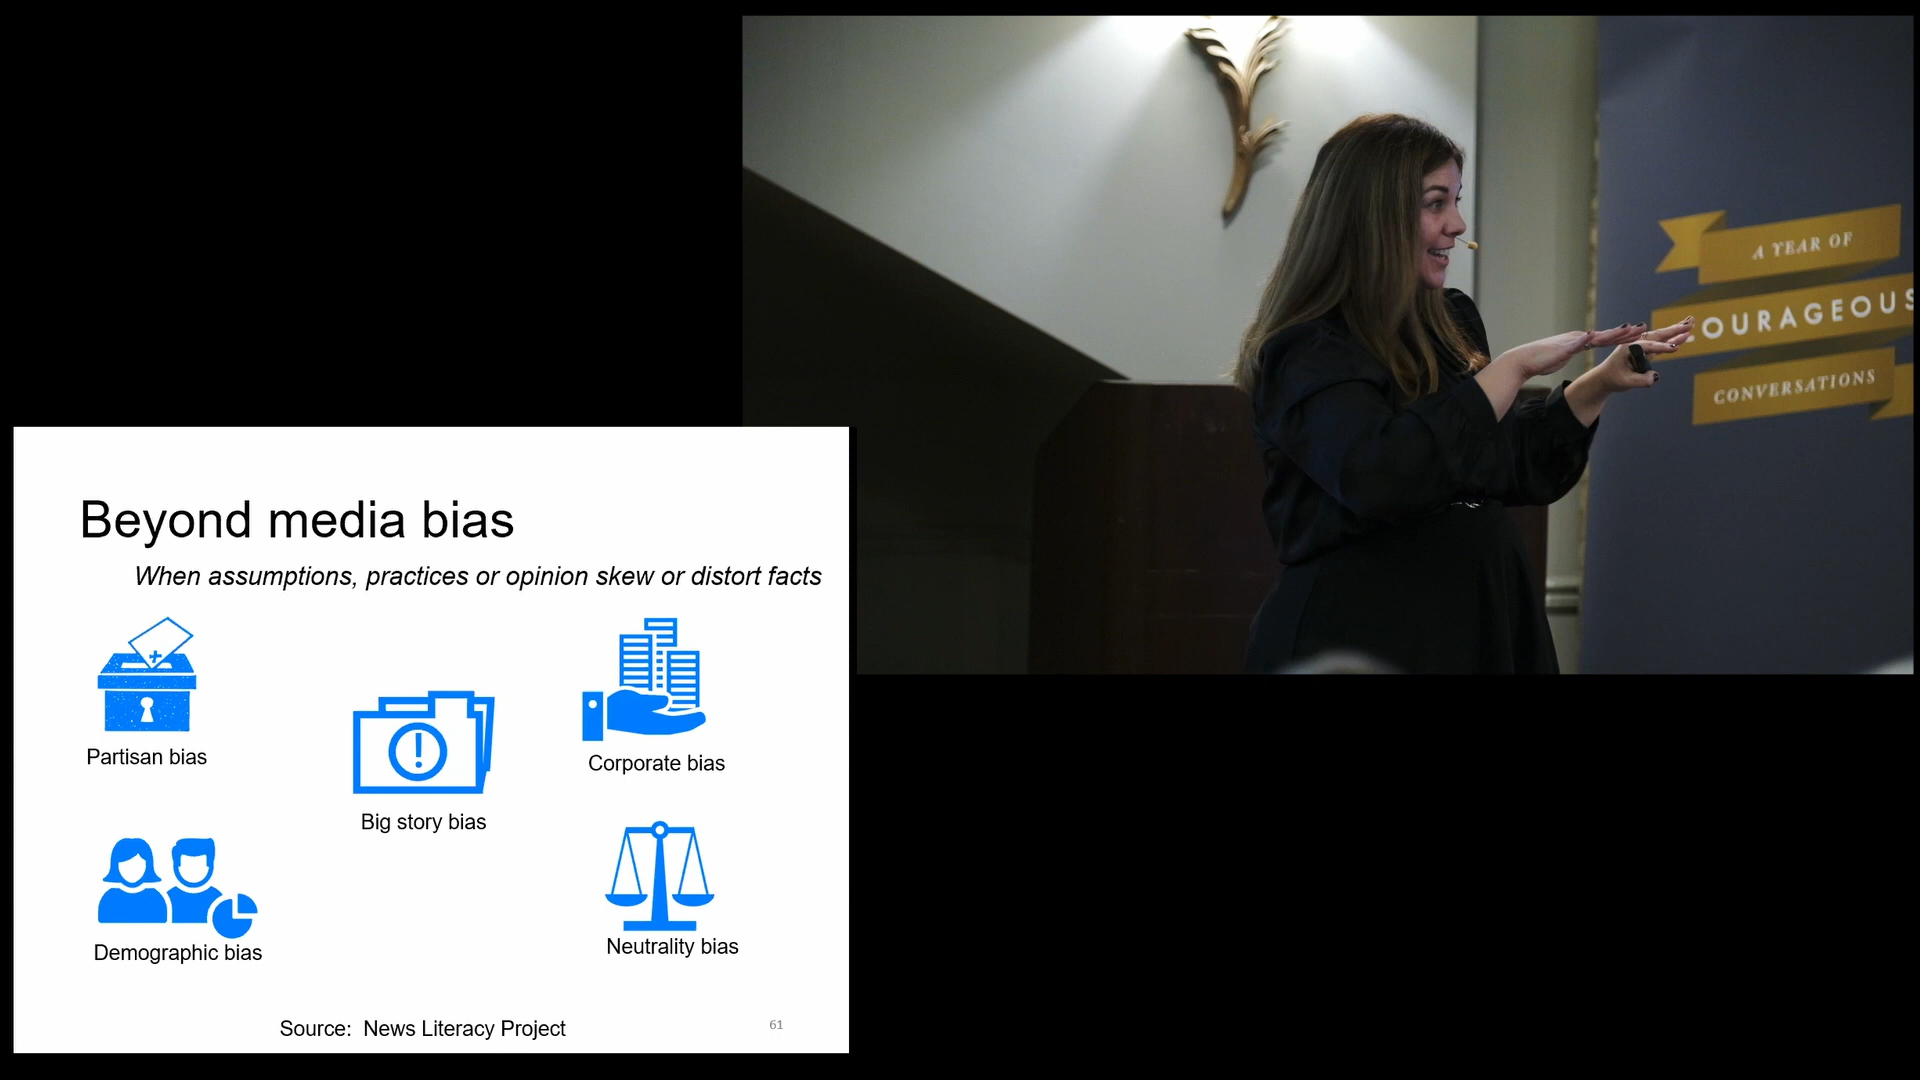 A YEAR OF
COURAGEOUS
CONVERSATIONS
Beyond media bias
When assumptions, practices or opinion skew or distort facts
Partisan bias
Big story bias
Corporate bias
Demographic bias
Neutrality bias
Source: News Literacy Project
61